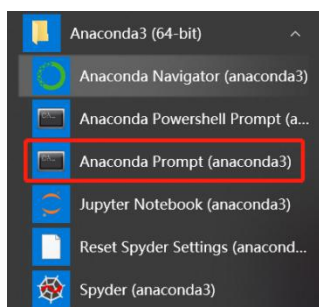 Anaconda3 (64-bit)
Anaconda Navigator (anaconda3)
Anaconda Powershell Prompt (a...
Anaconda Prompt (anaconda3)
Jupyter Notebook (anaconda3)
Reset Spyder Settings (anacond...
Spyder (anaconda3)